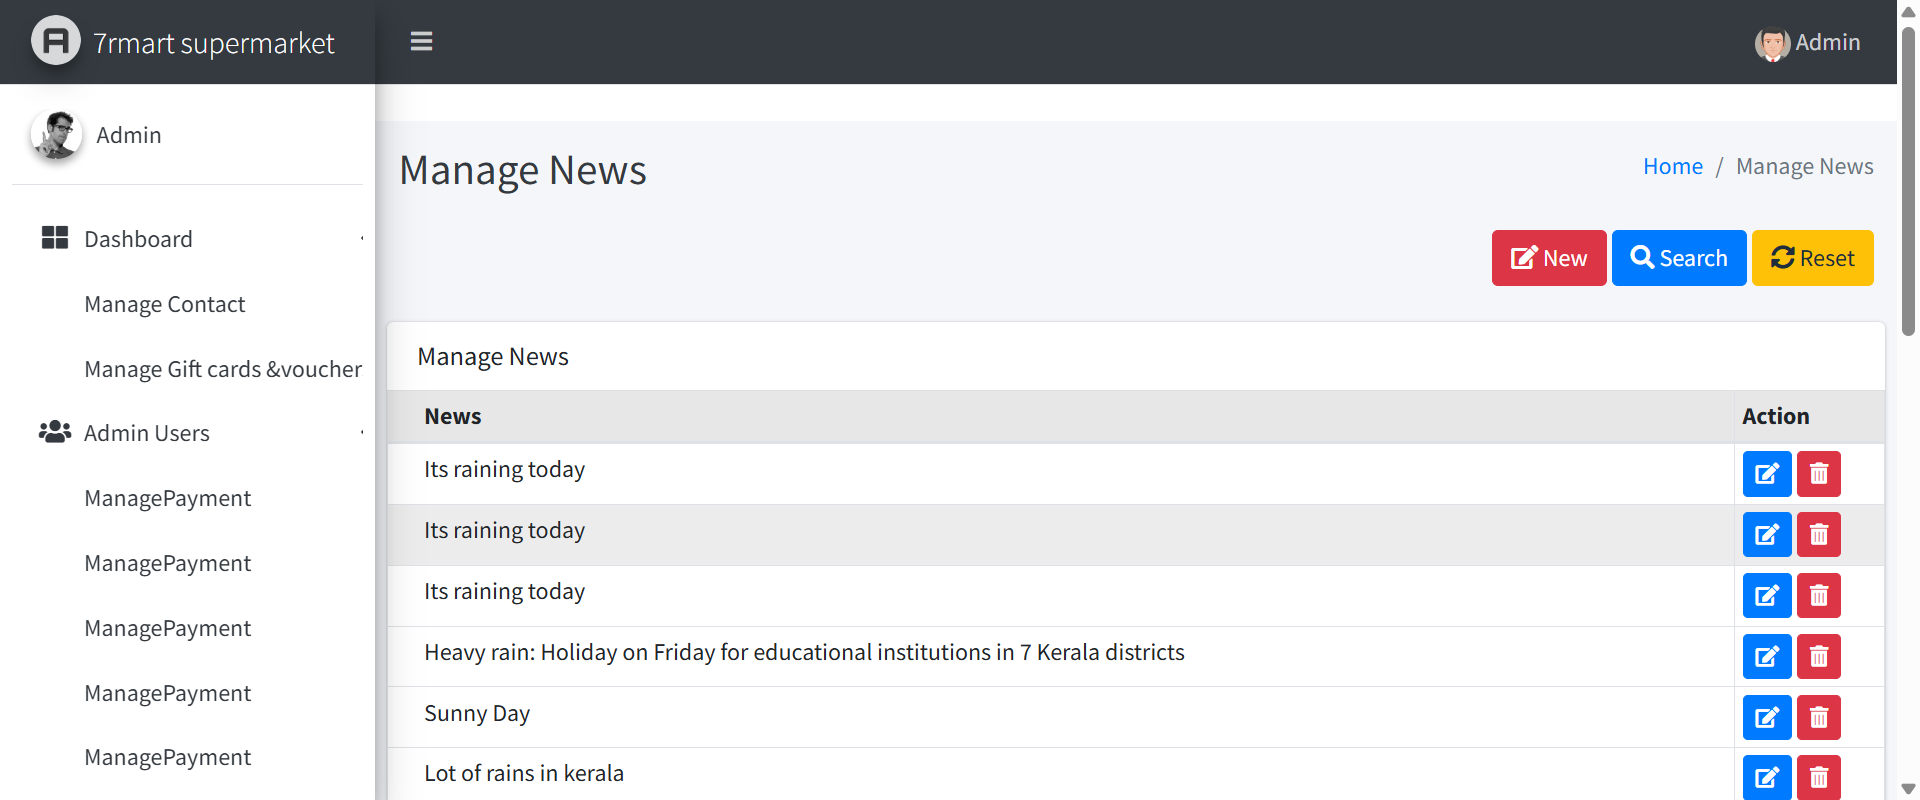 7rmart supermarket
Admin
Admin
Manage News
Home / Manage News
Dashboard
Manage Contact
Manage Gift cards &voucher
Admin Users
ManagePayment
ManagePayment
ManagePayment
ManagePayment
ManagePayment
New
Search
Reset
Manage News
News
Action
Its raining today
Its raining today
Its raining today
Heavy rain: Holiday on Friday for educational institutions in 7 Kerala districts
Sunny Day
Lot of rains in kerala